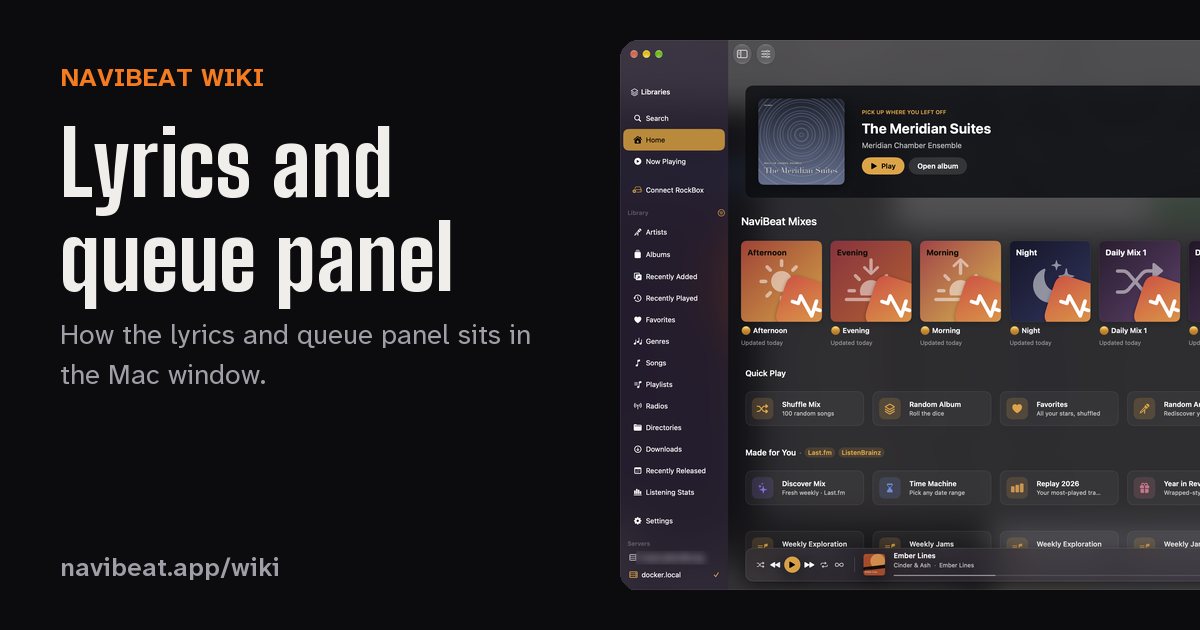 NAVIBEAT WIKI
Lyrics and
queue panel
How the lyrics and queue panel sits in
the Mac window.
navibeat.app/wiki
Libraries
Search
Home
Now Playing
Connect RockBox
Library
Artists
Albums
Recently Added
Recently Played
Favorites
Genres
Songs
Playlists
Radios
Directories
Downloads
Recently Released
Listening Stats
Settings
Servers
docker.local
PICK UP WHERE YOU LEFT OFF
The Meridian Suites
Meridian Chamber Ensemble
Play
Open album
The Meridian Suites
NaviBeat Mixes
Afternoon
Evening
Morning
Night
Daily Mix 1
D
Afternoon
Evening
Morning
Night
Daily Mix 1
Updated today
Updated today
Updated today
Updated today
Updated today
Quick Play
Shuffle Mix
100 random songs
Random Album
Roll the dice
Favorites
All your stars, shuffled
Random Ar
Rediscover y
Made for You · Last.fm ListenBrainz
Discover Mix
Fresh weekly · Last.fm
Time Machine
Pick any date range
Replay 2026
Your most-played tra...
Year in Rev
Wrapped-sty
Weekly Exploration
Weekly Jams
Weekly Exploration
Weekly Jar
Ember Lines
Cinder & Ash · Ember Lines